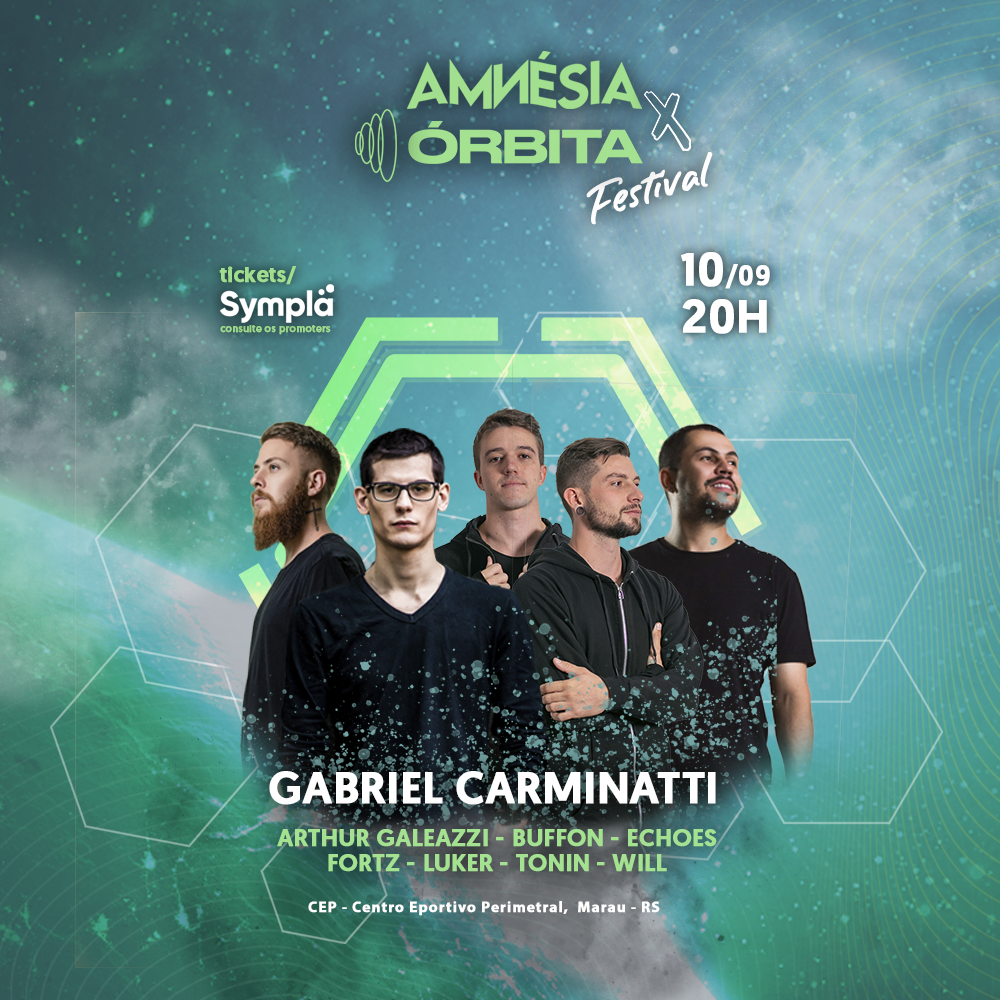 AMNÉSIA
X
ÓRBITA
Festival
tickets/
Sympla
consulte os promoters
10/09
20H
GABRIEL CARMINATTI
ARTHUR GALEAZZI - BUFFON - ECHOES
FORTZ - LUKER - TONIN - WILL
CEP - Centro Eportivo Perimetral, Marau - RS